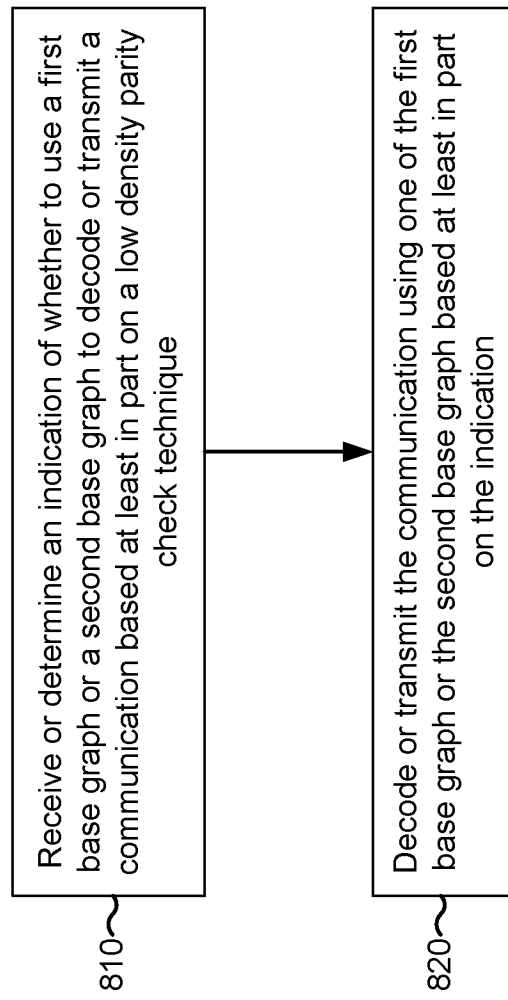 810
Receive or determine an indication of whether to use a first
base graph or a second base graph to decode or transmit a
communication based at least in part on a low density parity
check technique
820
Decode or transmit the communication using one of the first
base graph or the second base graph based at least in part
on the indication